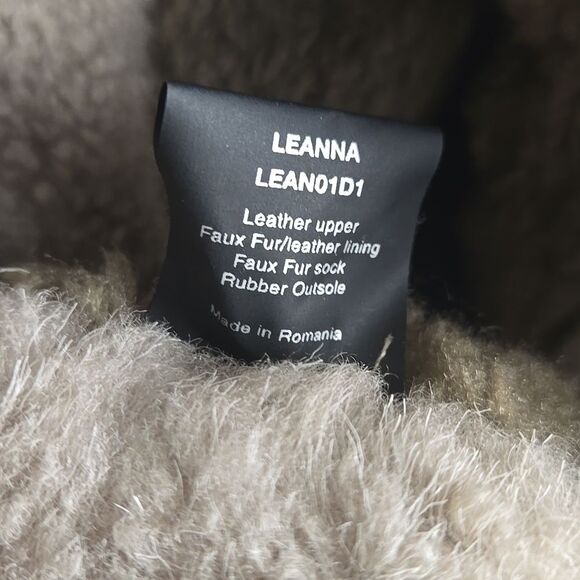 LEANNA
LEAN01D1
Leather upper
Faux Fur/leather lining
Faux Fur sock
Rubber Outsole
Made in Romania